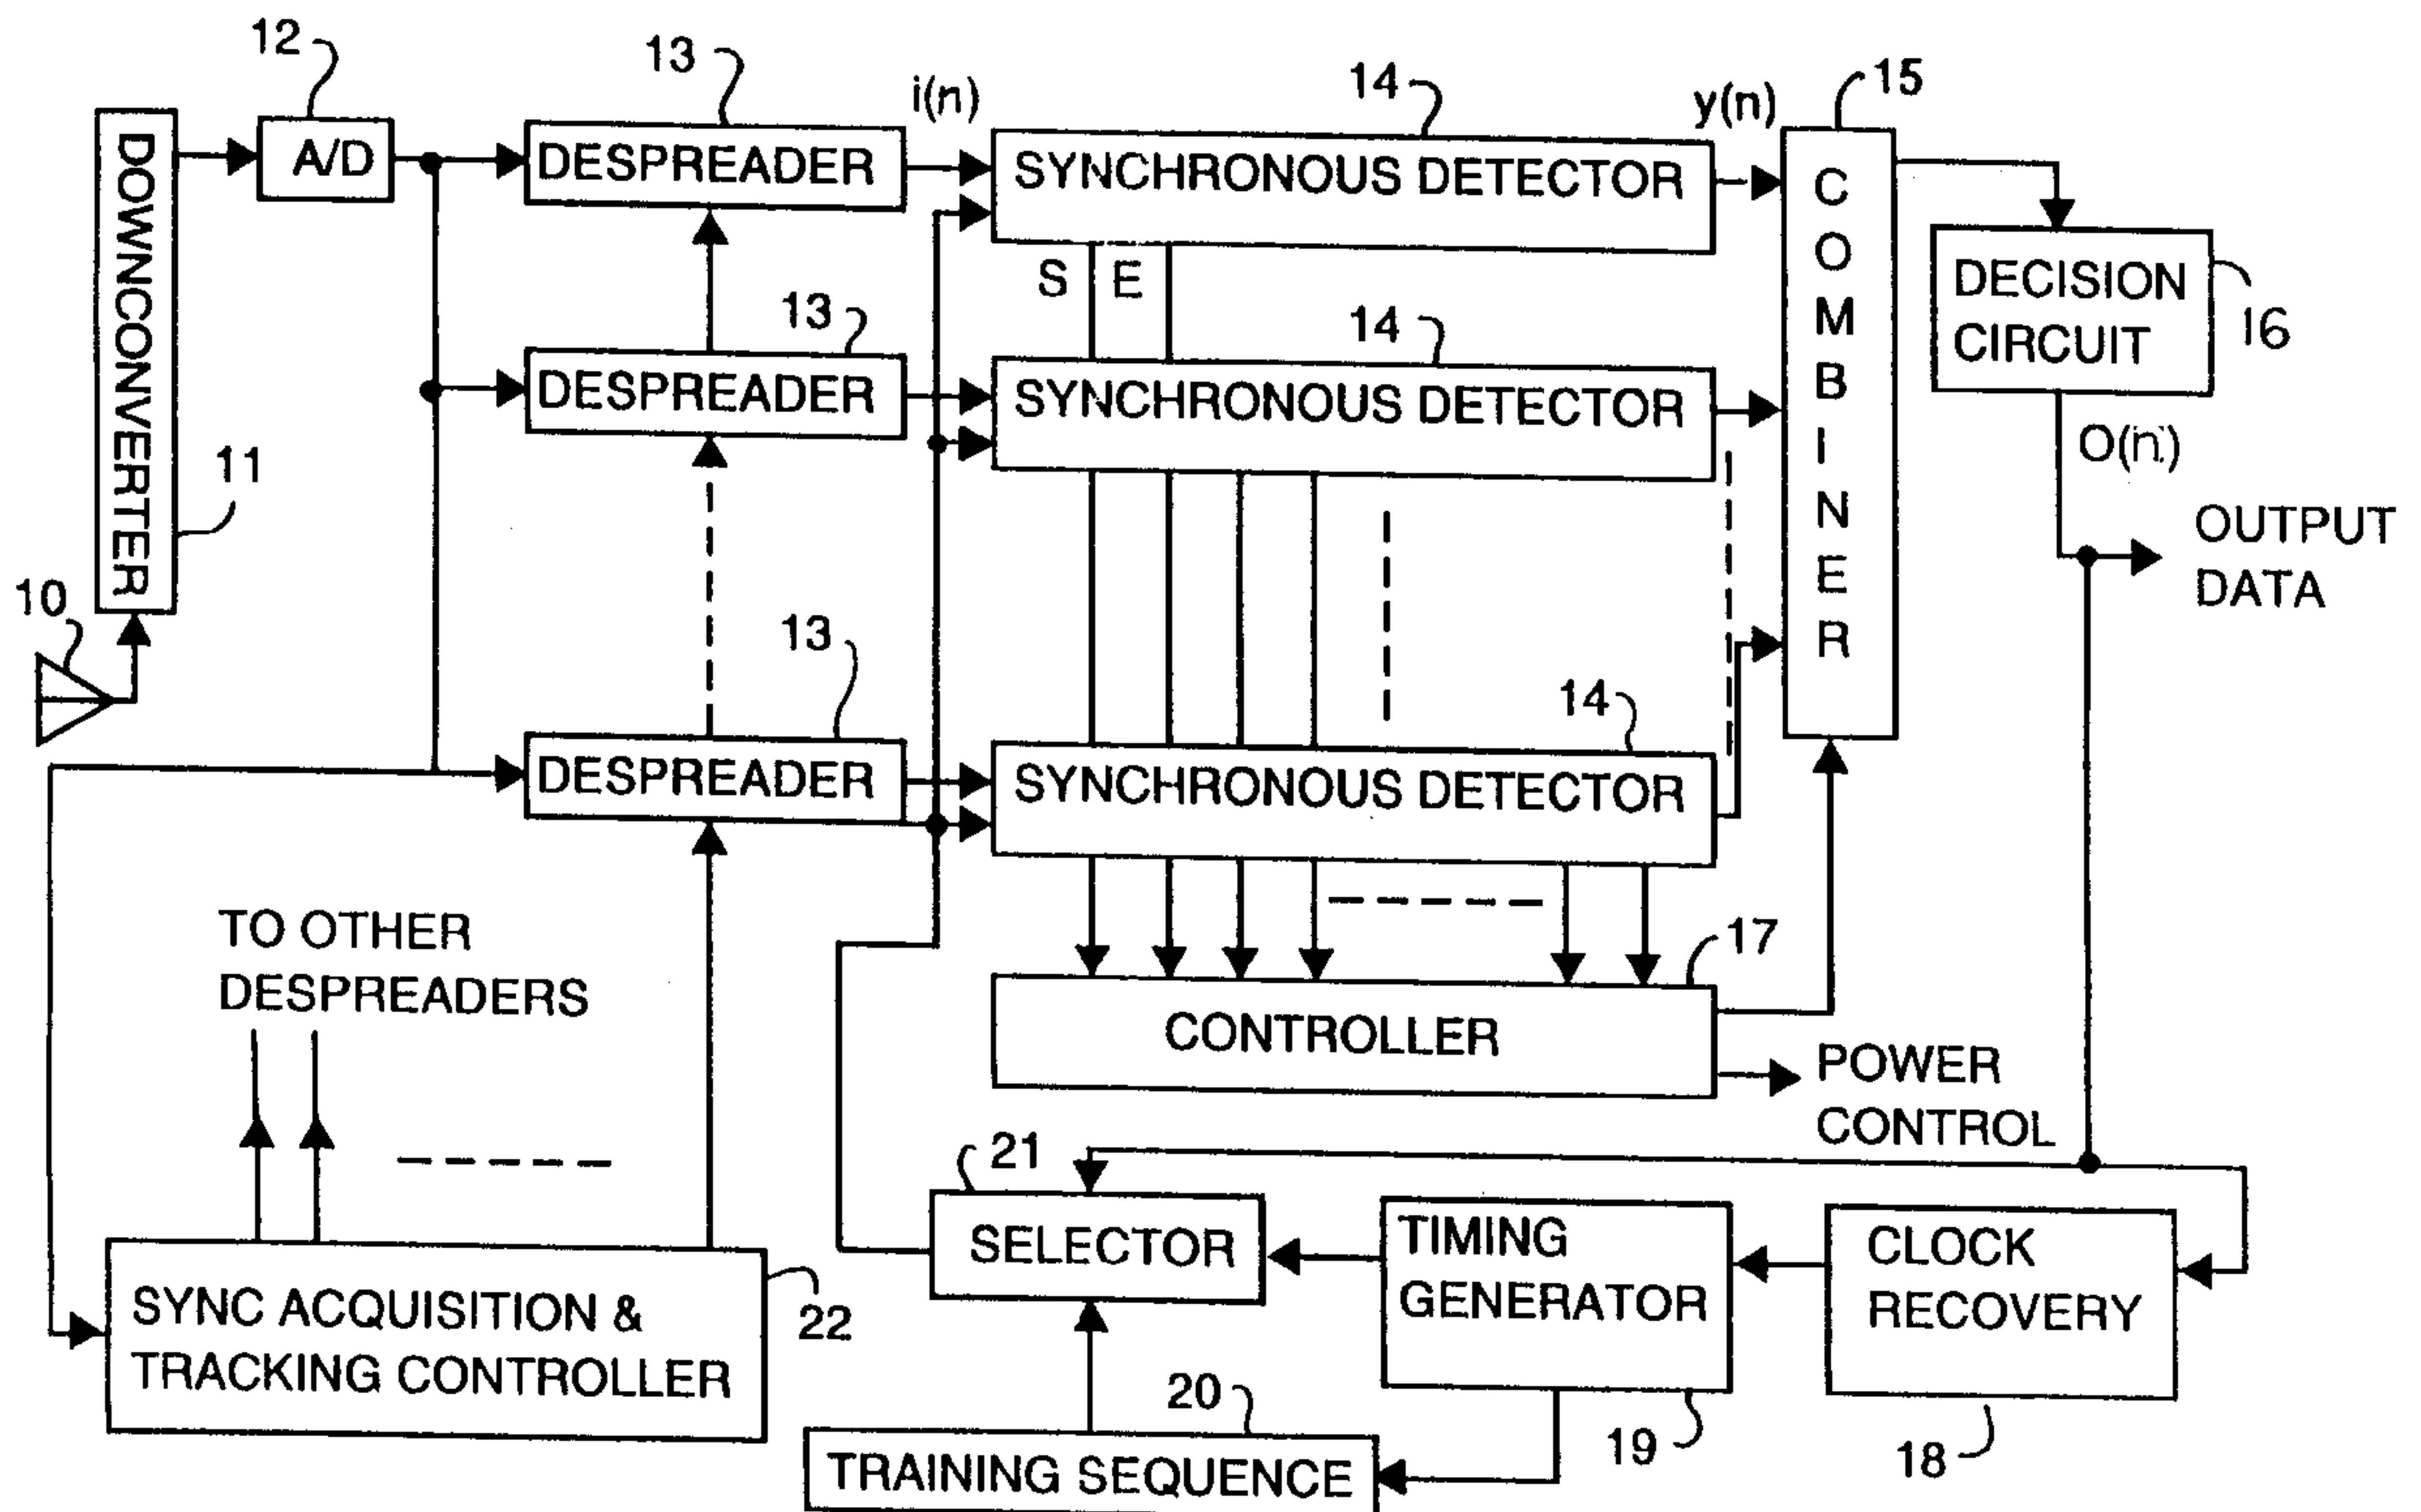 12
13
i(n)
14
y(n)
15
DOWNCONVERTER
A/D
DESPREADER
SYNCHRONOUS DETECTOR
COMBINER
S E
DECISION
CIRCUIT
16
13
14
DESPREADER
SYNCHRONOUS DETECTOR
O(n)
11
OUTPUT
DATA
10
13
14
DESPREADER
SYNCHRONOUS DETECTOR
TO OTHER
DESPREADERS
17
CONTROLLER
POWER
CONTROL
21
SELECTOR
TIMING
GENERATOR
CLOCK
RECOVERY
SYNC ACQUISITION &
TRACKING CONTROLLER
22
20
19
18
TRAINING SEQUENCE